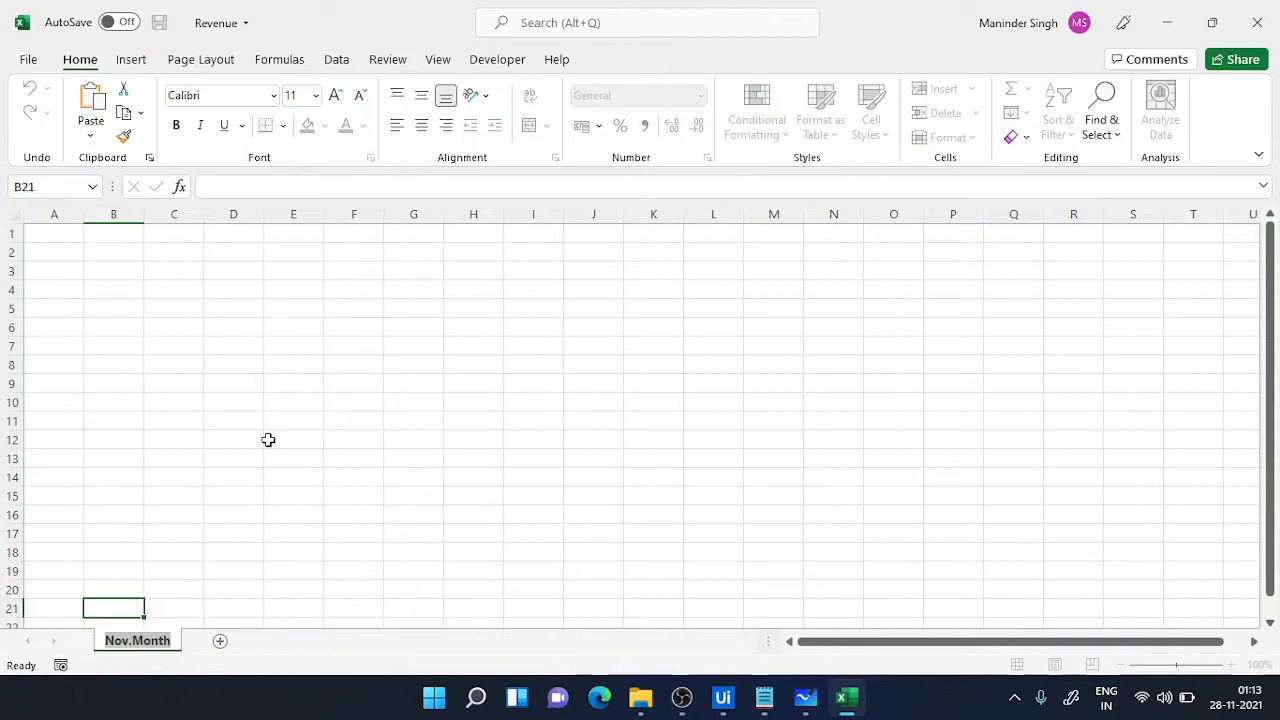 AutoSave Off Revenue Search (Alt+Q) Maninder Singh MS
File Home Insert Page Layout Formulas Data Review View Developer Help Comments Share
Calibri 11 General Insert
Paste Conditional Formatting Format as Table Cell Styles Delete Sort & Filter Find & Select Analyze Data
B I U Format
Undo Clipboard Font Alignment Number Styles Cells Editing Analysis
B21 fx
A B C D E F G H I J K L M N O P Q R S T U
1
2
3
4
5
6
7
8
9
10
11
12
13
14
15
16
17
18
19
20
21
22
Nov.Month
Ready 100%
Ui ENG IN 01:13 28-11-2021